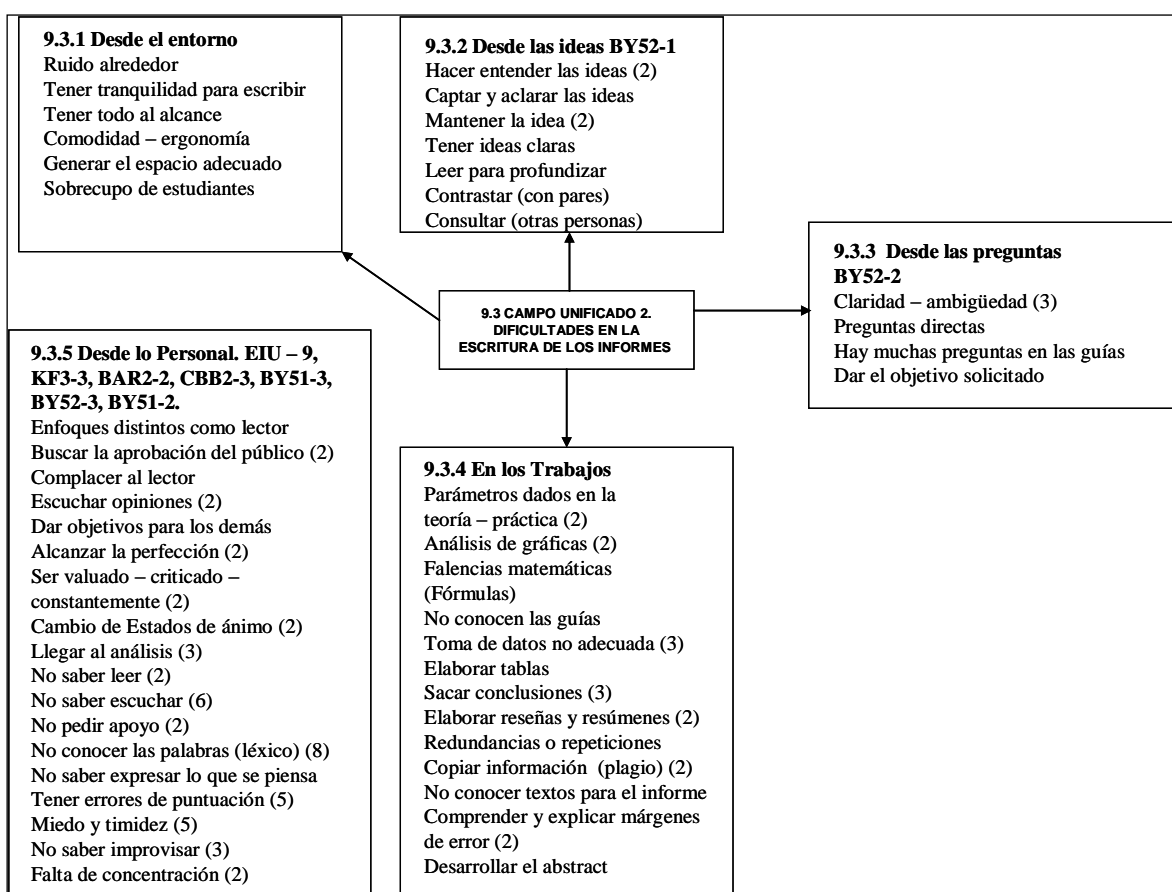 9.3.1 Desde el entorno
Ruido alrededor
Tener tranquilidad para escribir
Tener todo al alcance
Comodidad – ergonomía
Generar el espacio adecuado
Sobrecupo de estudiantes
9.3.2 Desde las ideas BY52-1
Hacer entender las ideas (2)
Captar y aclarar las ideas
Mantener la idea (2)
Tener ideas claras
Leer para profundizar
Contrastar (con pares)
Consultar (otras personas)
9.3.3 Desde las preguntas
BY52-2
Claridad – ambigüedad (3)
Preguntas directas
Hay muchas preguntas en las guías
Dar el objetivo solicitado
9.3 CAMPO UNIFICADO 2.
DIFICULTADES EN LA
ESCRITURA DE LOS INFORMES
9.3.5 Desde lo Personal. EIU – 9,
KF3-3, BAR2-2, CBB2-3, BY51-3,
BY52-3, BY51-2.
Enfoques distintos como lector
Buscar la aprobación del público (2)
Complacer al lector
Escuchar opiniones (2)
Dar objetivos para los demás
Alcanzar la perfección (2)
Ser valuado – criticado –
constantemente (2)
Cambio de Estados de ánimo (2)
Llegar al análisis (3)
No saber leer (2)
No saber escuchar (6)
No pedir apoyo (2)
No conocer las palabras (léxico) (8)
No saber expresar lo que se piensa
Tener errores de puntuación (5)
Miedo y timidez (5)
No saber improvisar (3)
Falta de concentración (2)
9.3.4 En los Trabajos
Parámetros dados en la
teoría – práctica (2)
Análisis de gráficas (2)
Falencias matemáticas
(Fórmulas)
No conocen las guías
Toma de datos no adecuada (3)
Elaborar tablas
Sacar conclusiones (3)
Elaborar reseñas y resúmenes (2)
Redundancias o repeticiones
Copiar información (plagio) (2)
No conocer textos para el informe
Comprender y explicar márgenes
de error (2)
Desarrollar el abstract